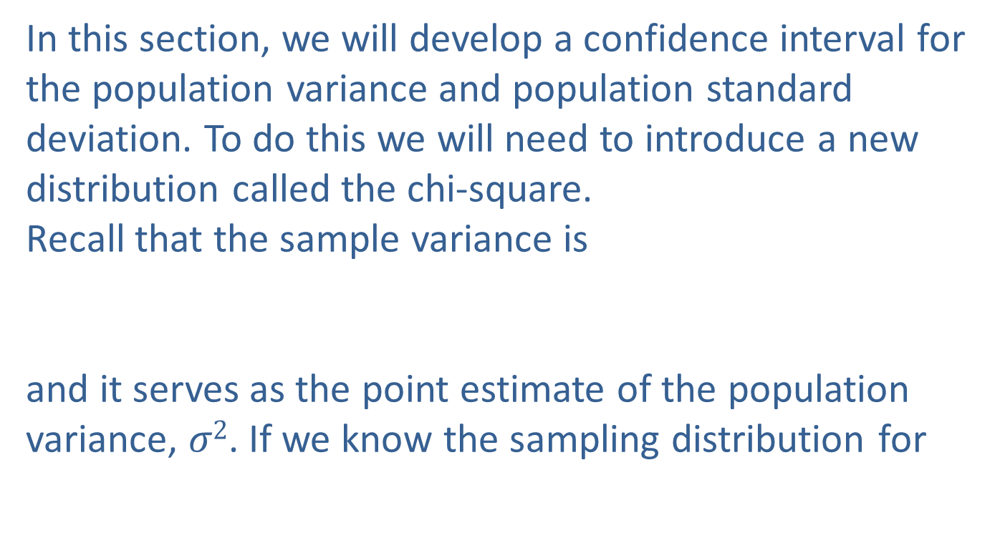 In this section, we will develop a confidence interval for
the population variance and population standard
deviation. To do this we will need to introduce a new
distribution called the chi-square.
Recall that the sample variance is
and it serves as the point estimate of the population
variance, σ². If we know the sampling distribution for